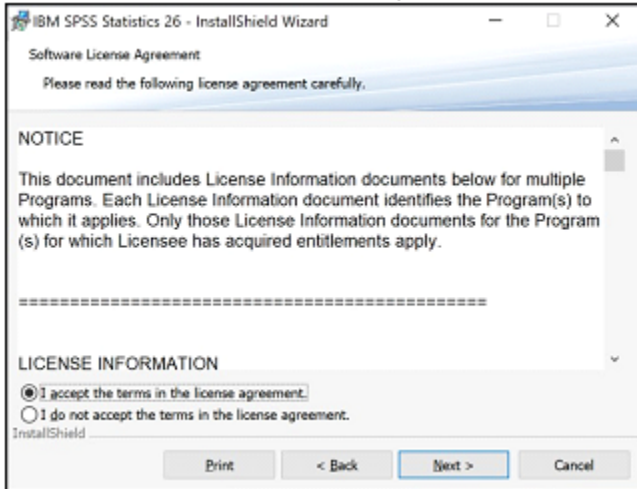 IBM SPSS Statistics 26 - InstallShield Wizard
Software License Agreement
Please read the following license agreement carefully.
NOTICE
This document includes License Information documents below for multiple
Programs. Each License Information document identifies the Program(s) to
which it applies. Only those License Information documents for the Program
(s) for which Licensee has acquired entitlements apply.
==============================================
LICENSE INFORMATION
I accept the terms in the license agreement.
I do not accept the terms in the license agreement.
InstallShield
Print < Back Next > Cancel